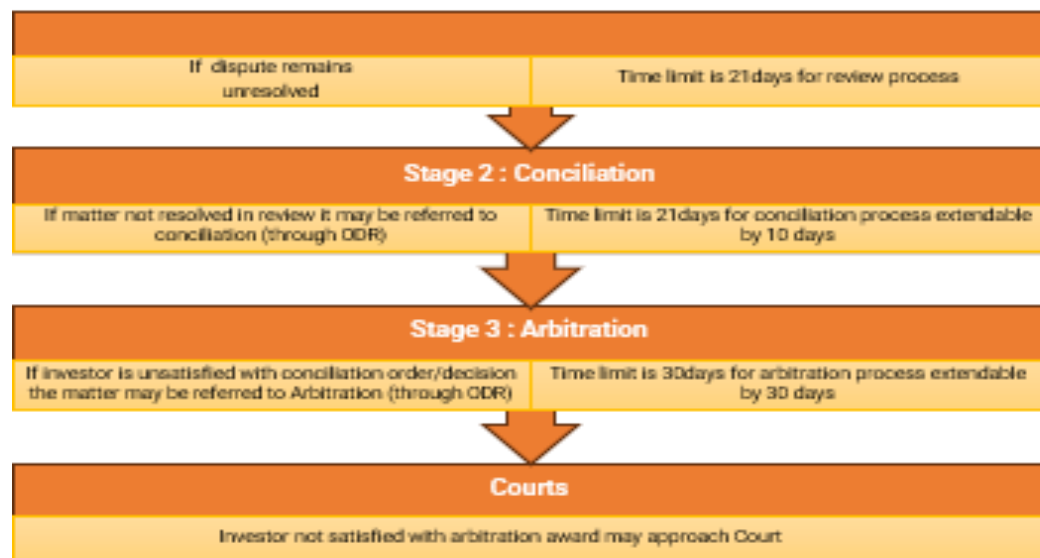 If dispute remains
unresolved
Time limit is 21days for review process
Stage 2 : Conciliation
If matter not resolved in review it may be referred to
conciliation (through ODR)
Time limit is 21days for conciliation process extendable
by 10 days
Stage 3 : Arbitration
If investor is unsatisfied with conciliation order/decision
the matter may be referred to Arbitration (through ODR)
Time limit is 30days for arbitration process extendable
by 30 days
Courts
Investor not satisfied with arbitration award may approach Court